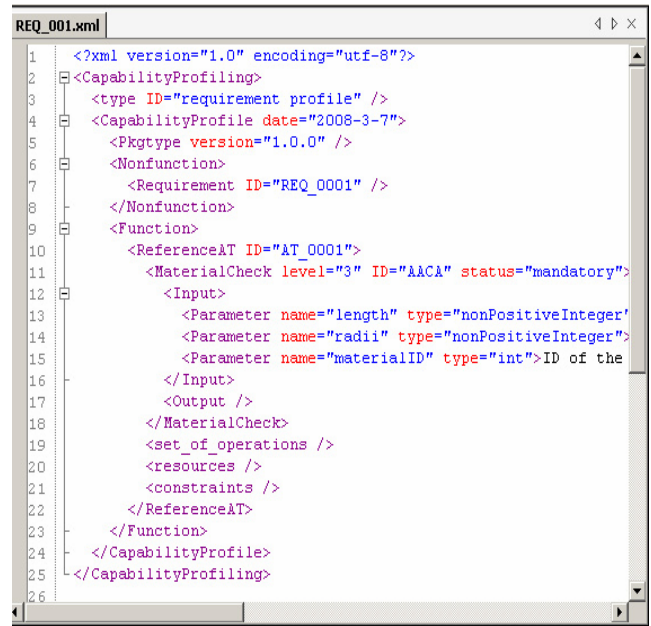 REQ_001.xml
1 <?xml version="1.0" encoding="utf-8"?>
2 <CapabilityProfiling>
3 <type ID="requirement profile" />
4 <CapabilityProfile date="2008-3-7">
5 <Pkgtype version="1.0.0" />
6 <Nonfunction>
7 <Requirement ID="REQ_0001" />
8 </Nonfunction>
9 <Function>
10 <ReferenceAT ID="AT_0001">
11 <MaterialCheck level="3" ID="AACA" status="mandatory">
12 <Input>
13 <Parameter name="length" type="nonPositiveInteger"
14 <Parameter name="radii" type="nonPositiveInteger">
15 <Parameter name="materialID" type="int">ID of the
16 </Input>
17 <Output />
18 </MaterialCheck>
19 <set_of_operations />
20 <resources />
21 <constraints />
22 </ReferenceAT>
23 </Function>
24 </CapabilityProfile>
25 </CapabilityProfiling>
26